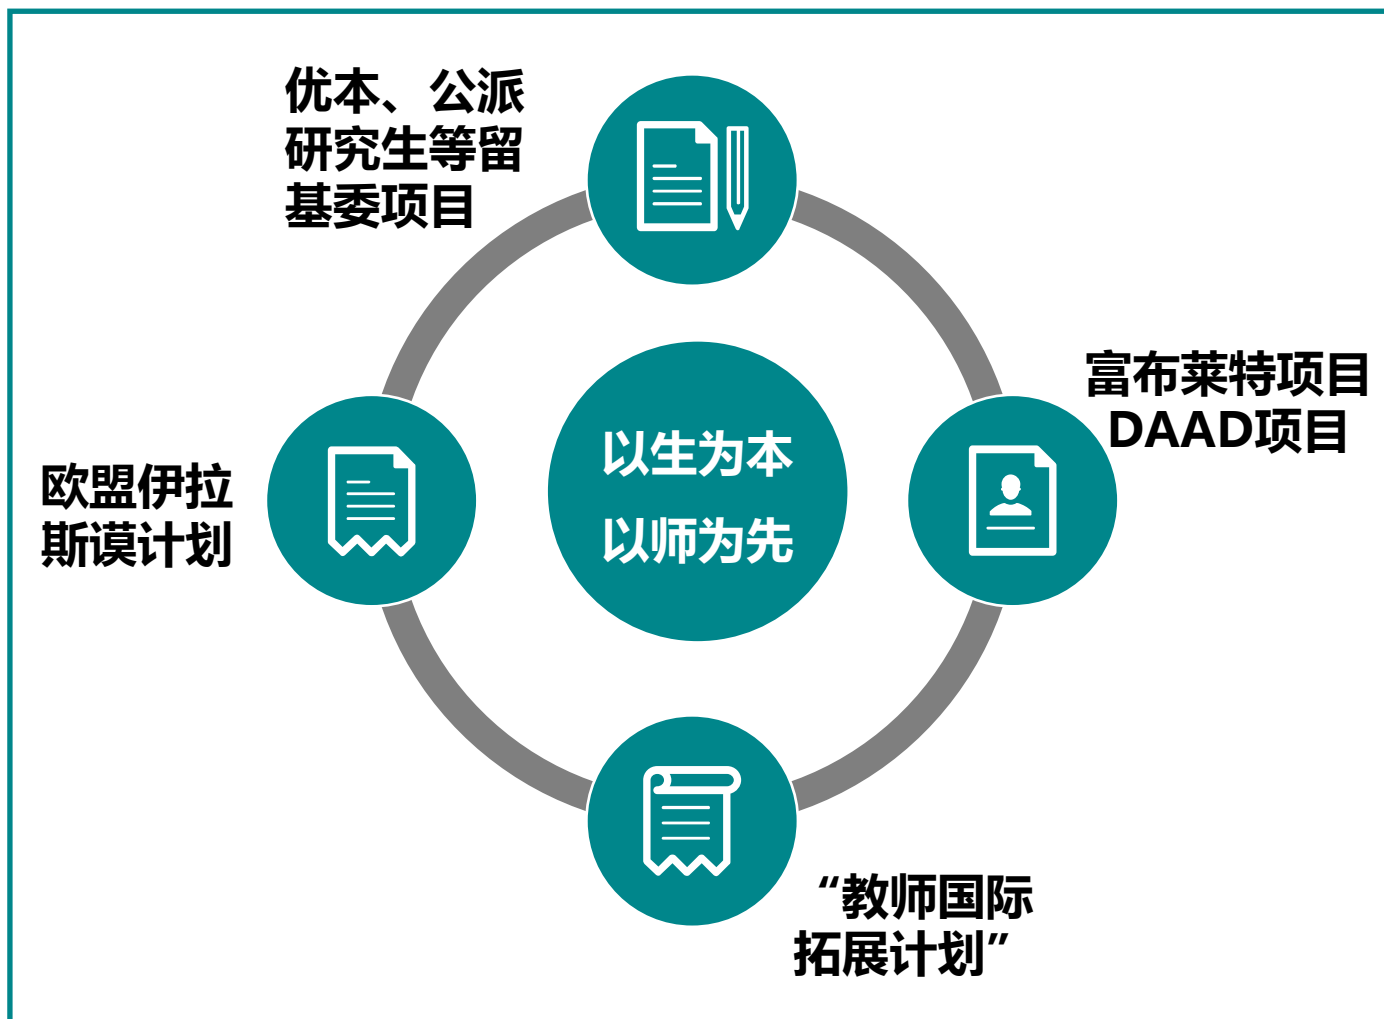 优本、公派
研究生等留
基委项目
富布莱特项目
DAAD项目
以生为本
以师为先
欧盟伊拉
斯谟计划
“教师国际
拓展计划”